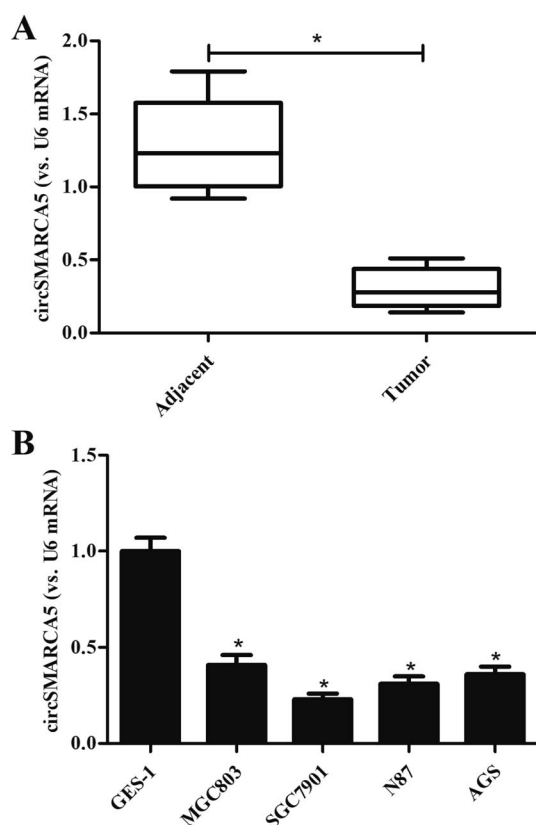 A
circSMARCA5 (vs. U6 mRNA)
2.0
1.5
1.0
0.5
0.0
*
Adjacent
Tumor
B
circSMARCA5 (vs. U6 mRNA)
1.5
1.0
0.5
0.0
* * * *
GES-1
MGC803
SGC7901
N87
AGS